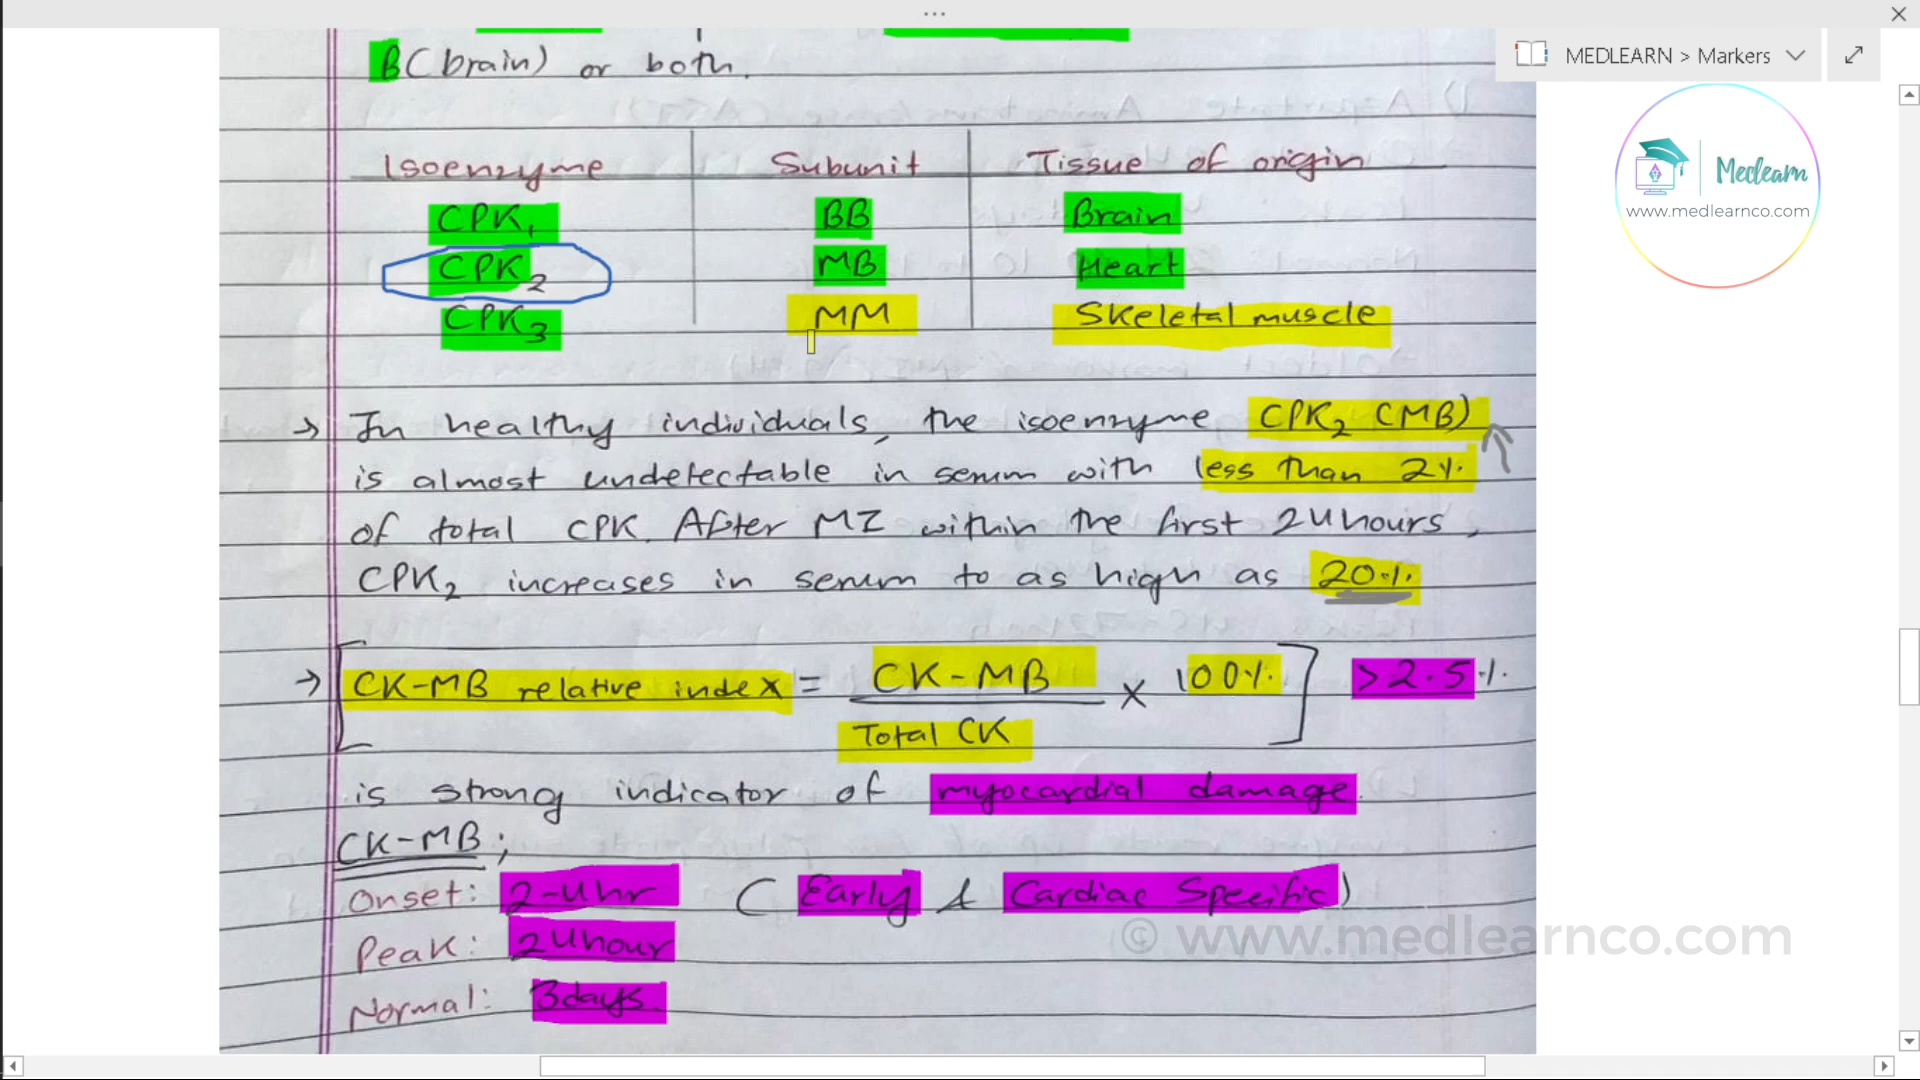 MEDLEARN > Markers
B(brain) or both.
Medlearn
www.medlearnco.com
Isoenzyme Subunit Tissue of origin
CPK1 BB Brain
CPK2 MB Heart
CPK3 MM Skeletal muscle
→ In healthy individuals, the isoenzyme CPK2 (MB)
is almost undetectable in serum with less than 2%
of total CPK. After MI within the first 24hours,
CPK2 increases in serum to as high as 20%.
→ [CK-MB relative index = CK-MB / Total CK × 100%] >2.5%
is strong indicator of myocardial damage.
CK-MB;
Onset: 2-4hr (Early & Cardiac Specific)
Peak: 24hour
Normal: 3days.
© www.medlearnco.com